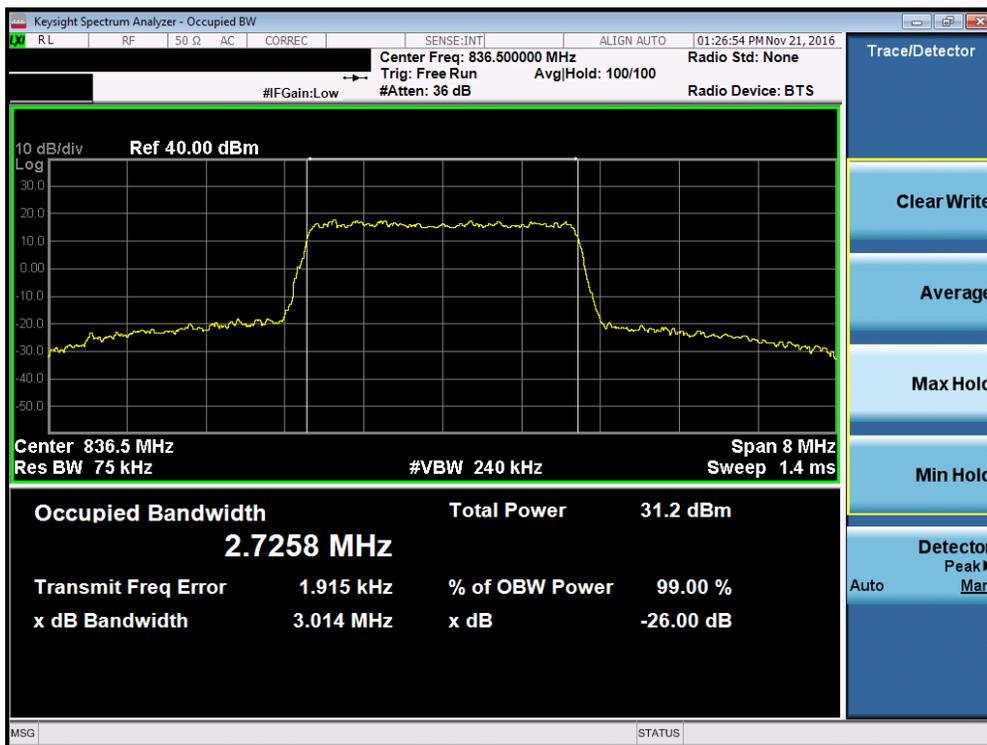 Keysight Spectrum Analyzer - Occupied BW
LXI RL RF 50 Ω AC CORREC SENSE:INT ALIGN AUTO 01:26:54 PM Nov 21, 2016
Center Freq: 836.500000 MHz Radio Std: None
Trig: Free Run Avg|Hold: 100/100
#IFGain:Low #Atten: 36 dB Radio Device: BTS
Trace/Detector
10 dB/div Ref 40.00 dBm
Log
30.0
20.0
10.0
0.00
-10.0
-20.0
-30.0
-40.0
-50.0
Center 836.5 MHz Span 8 MHz
Res BW 75 kHz #VBW 240 kHz Sweep 1.4 ms
Occupied Bandwidth Total Power 31.2 dBm
2.7258 MHz
Transmit Freq Error 1.915 kHz % of OBW Power 99.00 %
x dB Bandwidth 3.014 MHz x dB -26.00 dB
Clear Write
Average
Max Hold
Min Hold
Detector
Peak
Auto Man
MSG STATUS